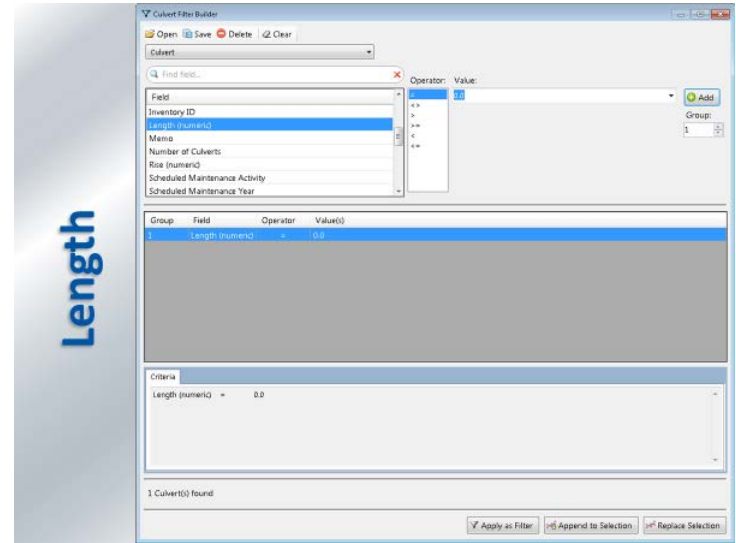 Length
Culvert Filter Builder
Open Save Delete Clear
Culvert
Find field...
Operator: Value:
Field
Inventory ID
Length (numeric)
Memo
Number of Culverts
Rise (numeric)
Scheduled Maintenance Activity
Scheduled Maintenance Year
=
<>
>
>=
<
<=
0.0
Add
Group:
1
Group Field Operator Value(s)
1 Length (numeric) = 0.0
Criteria
Length (numeric) = 0.0
1 Culvert(s) found
Apply as Filter Append to Selection Replace Selection